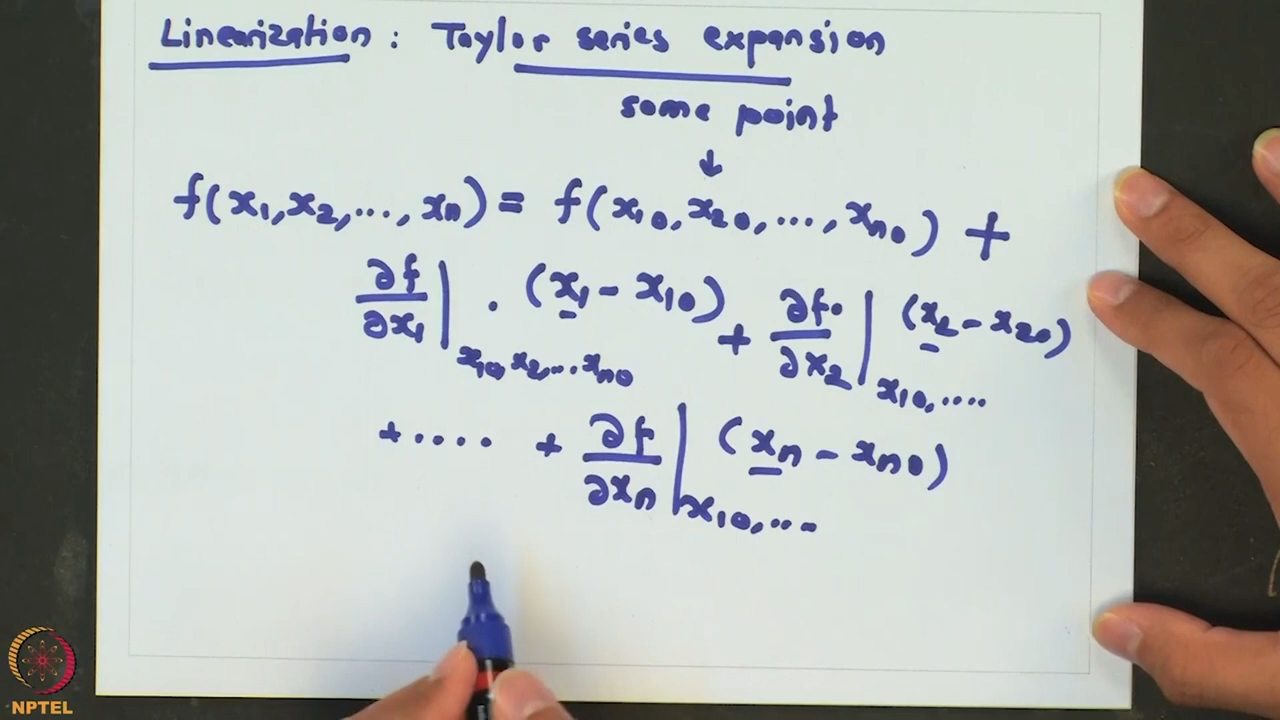 Linearization : Taylor series expansion
some point
↓
f(x₁, x₂, ..., xₙ) = f(x₁₀, x₂₀, ..., xₙ₀) +
∂f/∂x₁ |x₁₀, x₂, ... xₙ₀ . (x₁ - x₁₀) + ∂f/∂x₂ |x₁₀, .... (x₂ - x₂₀)
+ .... + ∂f/∂xₙ |x₁₀, ... (xₙ - xₙ₀)
NPTEL